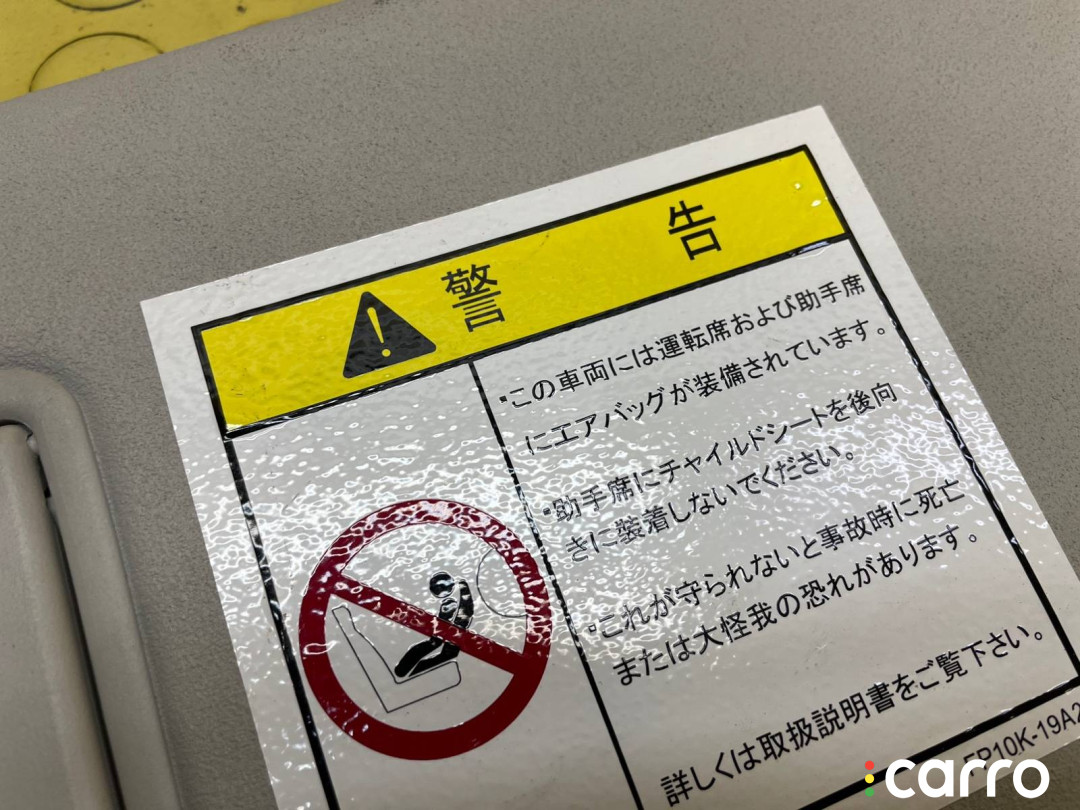 警 告
•この車両には運転席および助手席
にエアバッグが装備されています。
•助手席にチャイルドシートを後向
きに装着しないでください。
•これが守られないと事故時に死亡
または大怪我の恐れがあります。
詳しくは取扱説明書をご覧下さい。
carro